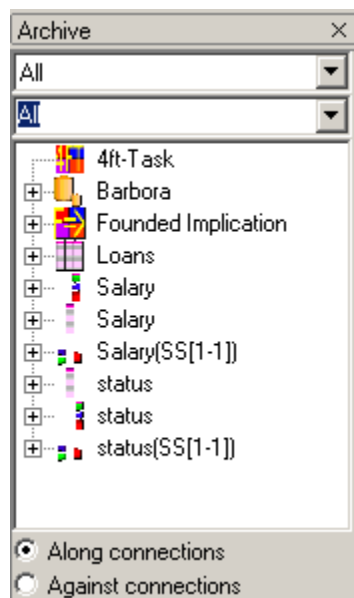 Archive
All
All
4ft-Task
Barbora
Founded Implication
Loans
Salary
Salary
Salary(SS[1-1])
status
status
status(SS[1-1])
Along connections
Against connections